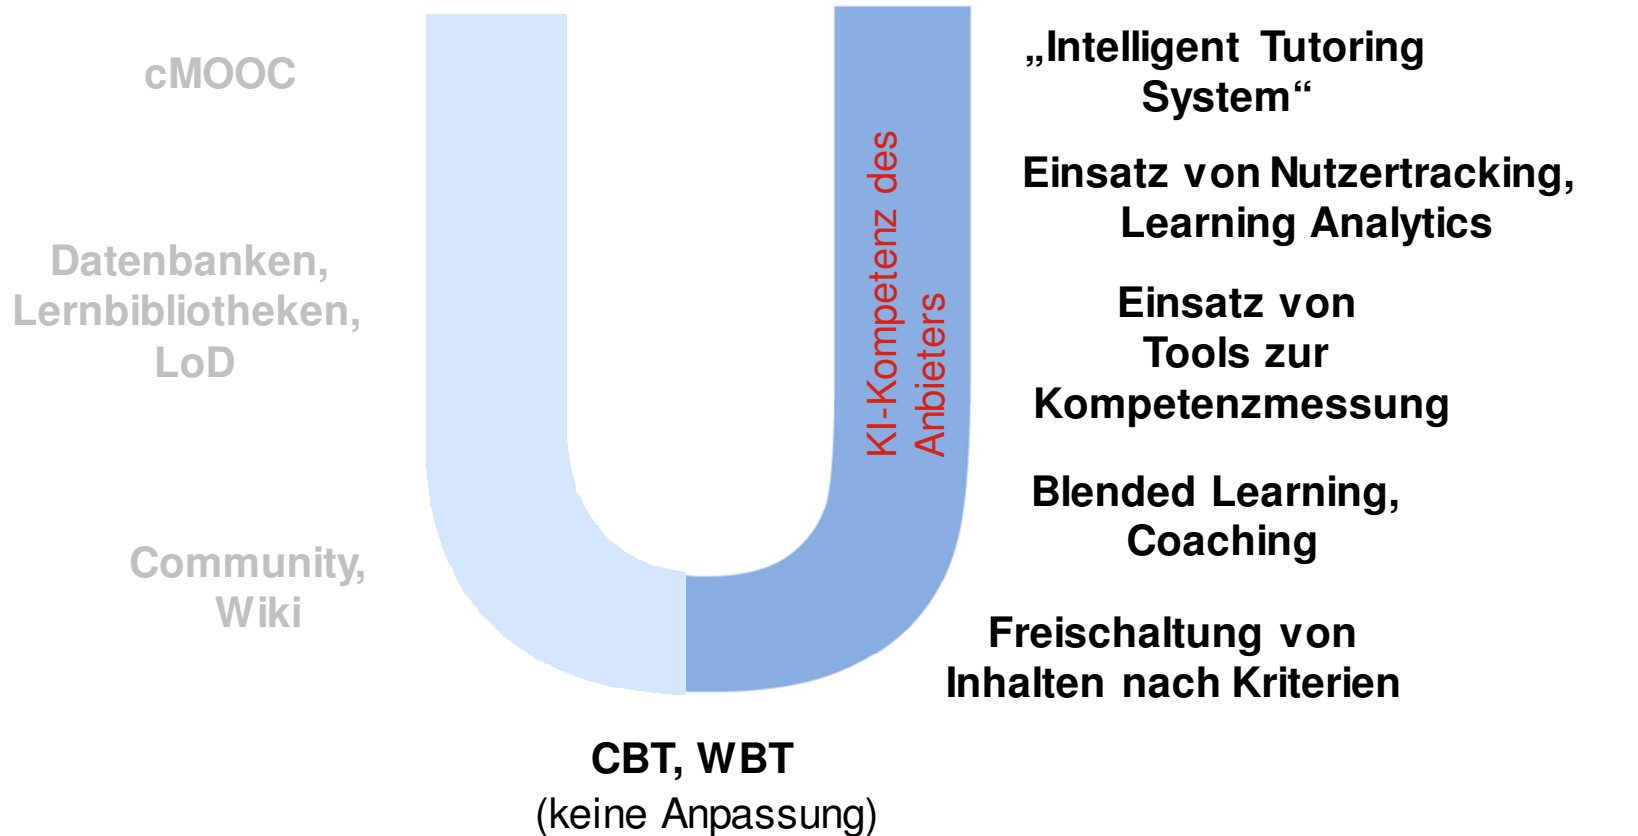 cMOOC
Datenbanken,
Lernbibliotheken,
LoD
Community,
Wiki
KI-Kompetenz des
Anbieters
„Intelligent Tutoring
System“
Einsatz von Nutzertracking,
Learning Analytics
Einsatz von
Tools zur
Kompetenzmessung
Blended Learning,
Coaching
Freischaltung von
Inhalten nach Kriterien
CBT, WBT
(keine Anpassung)